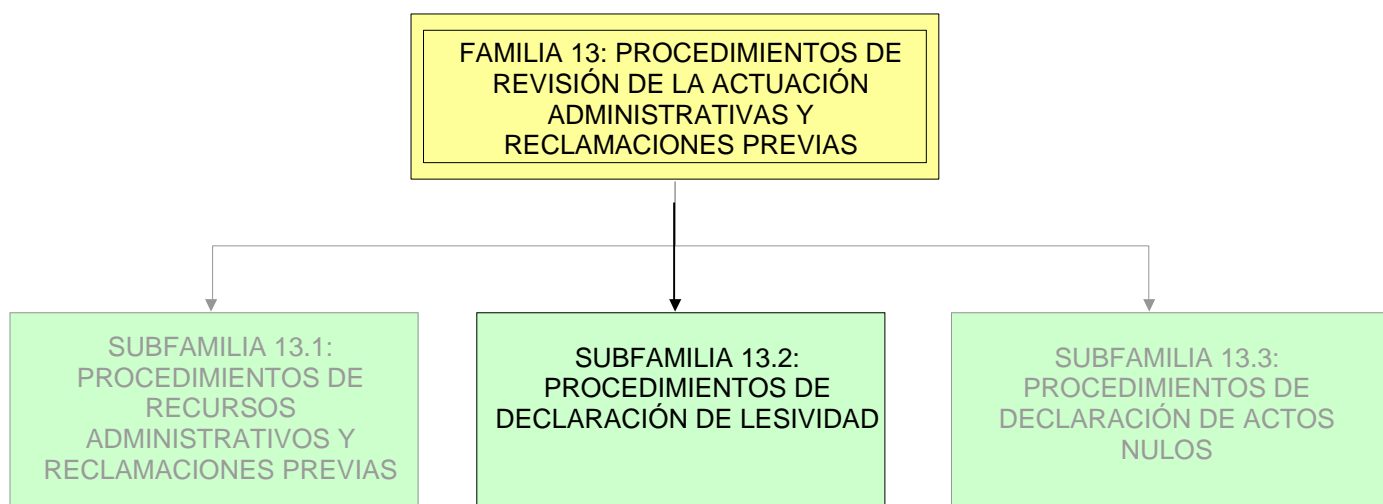 FAMILIA 13: PROCEDIMIENTOS DE
REVISIÓN DE LA ACTUACIÓN
ADMINISTRATIVAS Y
RECLAMACIONES PREVIAS
SUBFAMILIA 13.1:
PROCEDIMIENTOS DE
RECURSOS
ADMINISTRATIVOS Y
RECLAMACIONES PREVIAS
SUBFAMILIA 13.2:
PROCEDIMIENTOS DE
DECLARACIÓN DE LESIVIDAD
SUBFAMILIA 13.3:
PROCEDIMIENTOS DE
DECLARACIÓN DE ACTOS
NULOS